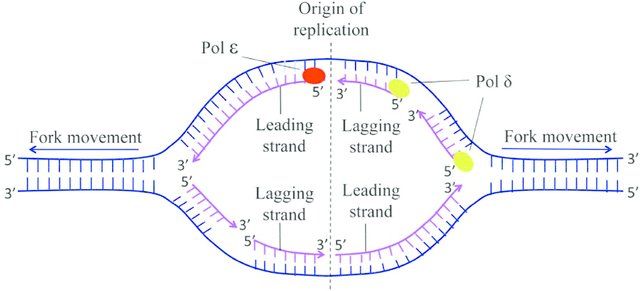 Origin of
replication
Pol ε
5'
3'
Pol δ
5'
3'
Leading
strand
Lagging
strand
Fork movement
Fork movement
5'
3'
3'
5'
3'
3'
5'
3'
5'
Lagging
strand
Leading
strand
3'
5'
3'
5'